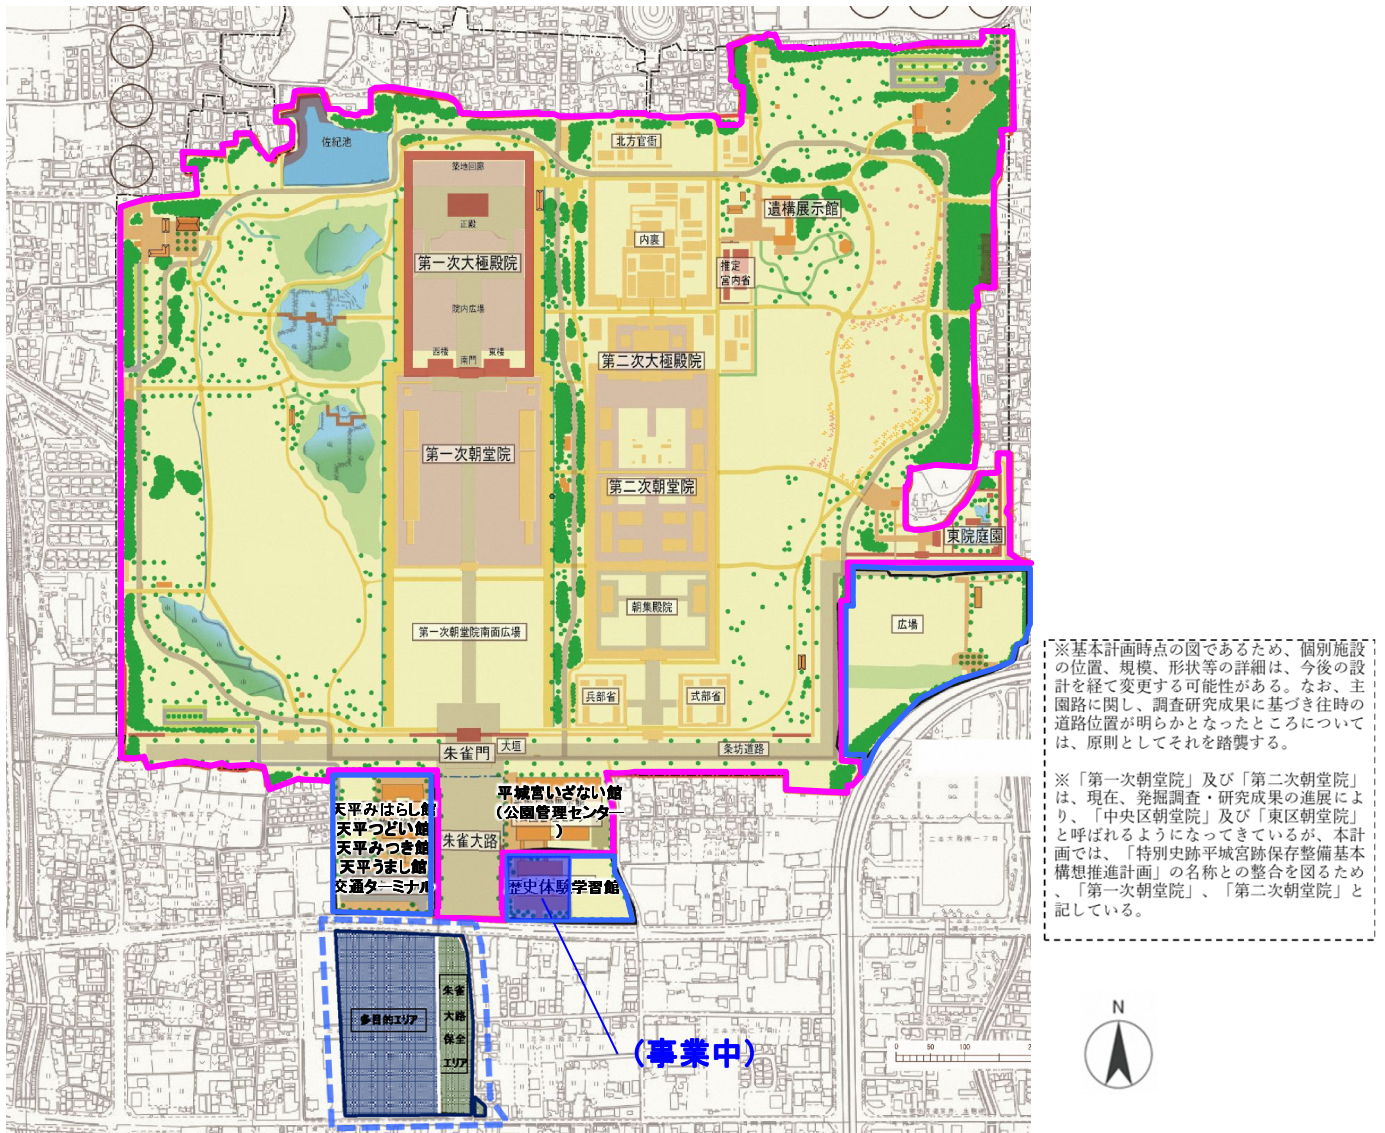 佐紀池
築地回廊
正殿
第一次大極殿院
院内広場
西楼
南門
東楼
第一次朝堂院
第一次朝堂院南面広場
北方官衙
内裏
遺構展示館
推定
宮内省
第二次大極殿院
第二次朝堂院
朝集殿院
兵部省
式部省
東院庭園
広場
朱雀門
大垣
条坊道路
天平みはらし館
天平つどい館
天平みつき館
天平うまし館
交通ターミナル
朱雀大路
平城宮いざない館
(公園管理センター
)
歴史体験学習館
多目的エリア
朱雀
大路
保全
エリア
(事業中)
※基本計画時点の図であるため、個別施設
の位置、規模、形状等の詳細は、今後の設
計を経て変更する可能性がある。なお、主
園路に関し、調査研究成果に基づき往時の
道路位置が明らかとなったところについて
は、原則としてそれを踏襲する。
※「第一次朝堂院」及び「第二次朝堂院」
は、現在、発掘調査・研究成果の進展によ
り、「中央区朝堂院」及び「東区朝堂院」
と呼ばれるようになってきているが、本計
画では、「特別史跡平城宮跡保存整備基本
構想推進計画」の名称との整合を図るため
、「第一次朝堂院」、「第二次朝堂院」と
記している。
N
0 50 100 2